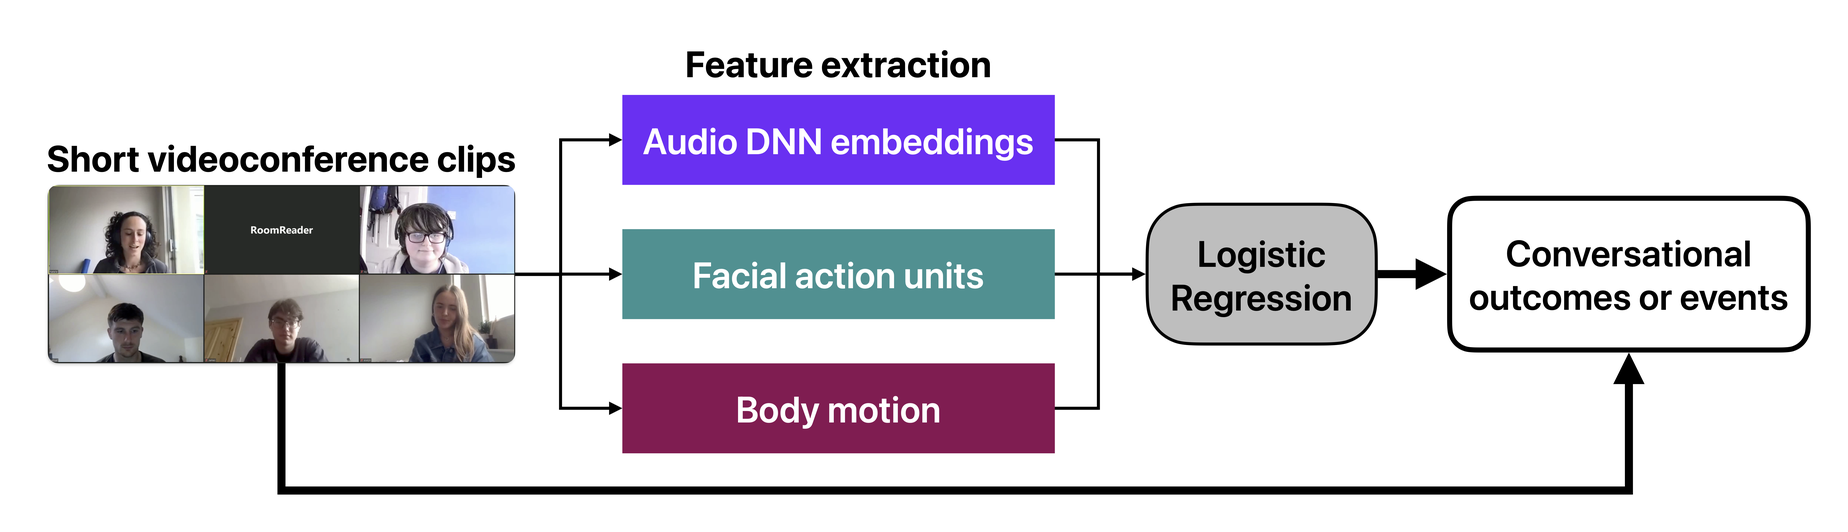 Feature extraction
Short videoconference clips
RoomReader
Audio DNN embeddings
Facial action units
Body motion
Logistic
Regression
Conversational
outcomes or events